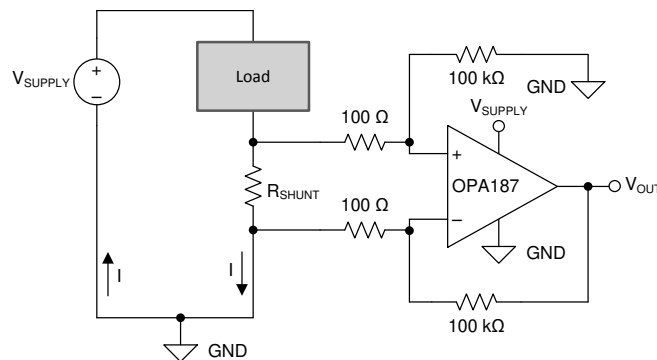 V_SUPPLY
+
−
Load
100 Ω
R_SHUNT
100 Ω
I
I
GND
100 kΩ
GND
V_SUPPLY
+
OPA187
−
V_OUT
GND
100 kΩ